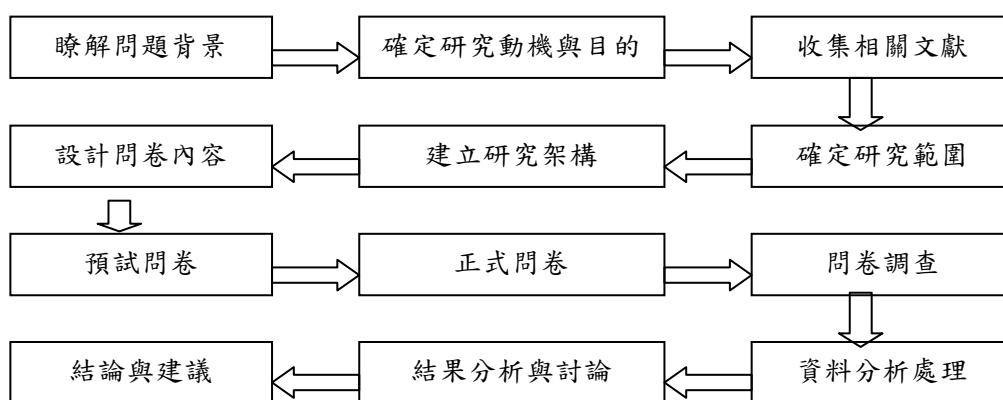 瞭解問題背景
確定研究動機與目的
收集相關文獻
確定研究範圍
建立研究架構
設計問卷內容
預試問卷
正式問卷
問卷調查
資料分析處理
結果分析與討論
結論與建議